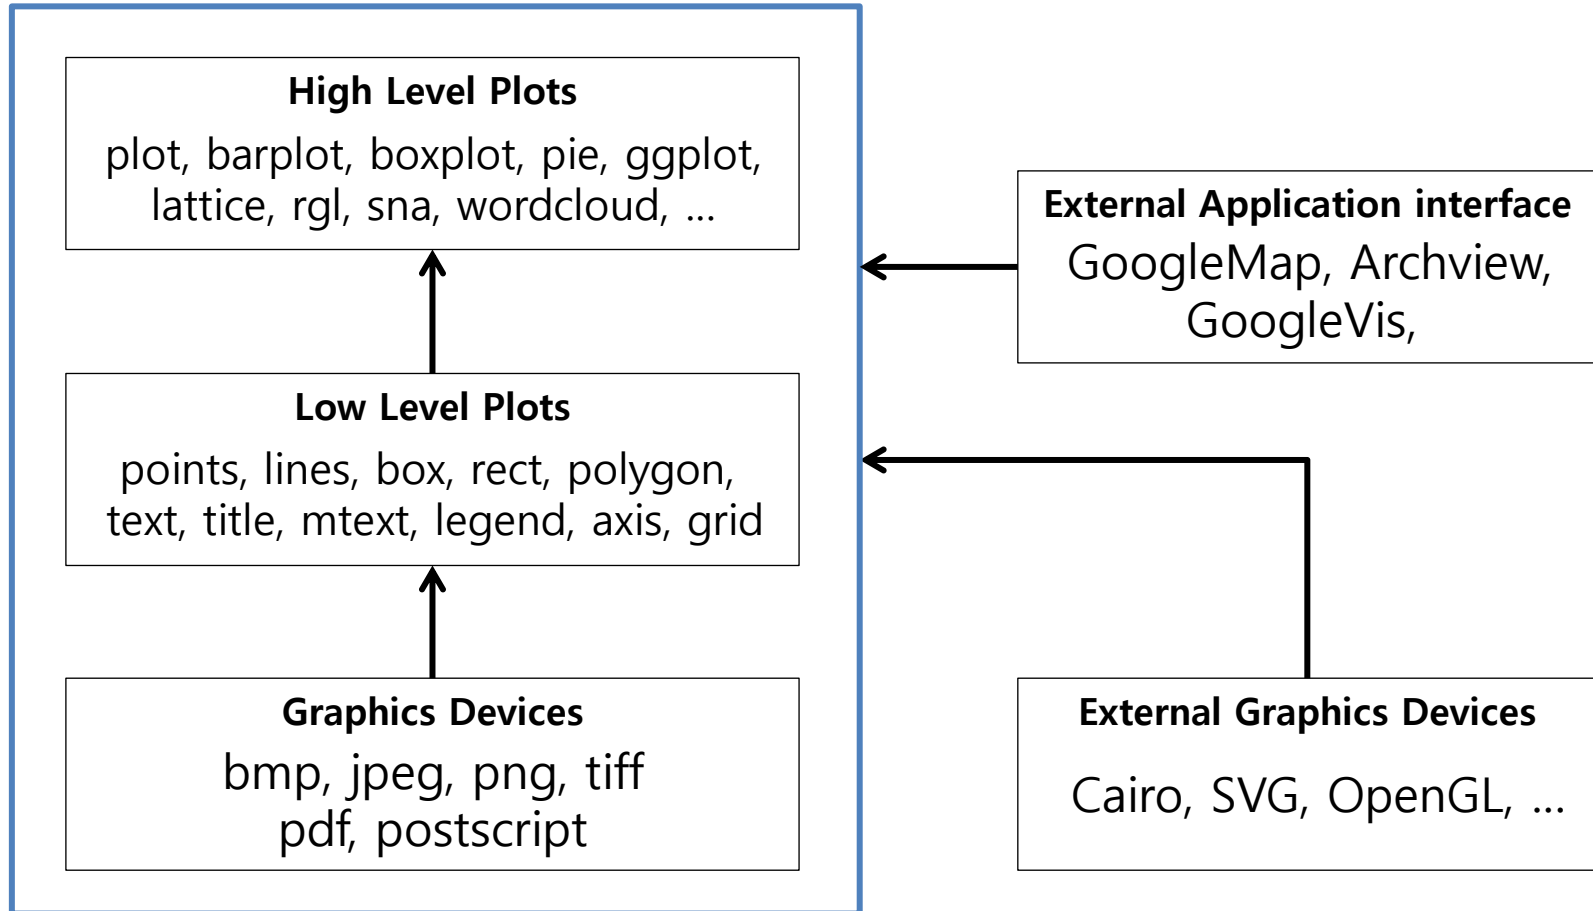 High Level Plots
plot, barplot, boxplot, pie, ggplot,
lattice, rgl, sna, wordcloud, ...
External Application interface
GoogleMap, Archview,
GoogleVis,
Low Level Plots
points, lines, box, rect, polygon,
text, title, mtext, legend, axis, grid
Graphics Devices
bmp, jpeg, png, tiff
pdf, postscript
External Graphics Devices
Cairo, SVG, OpenGL, ...